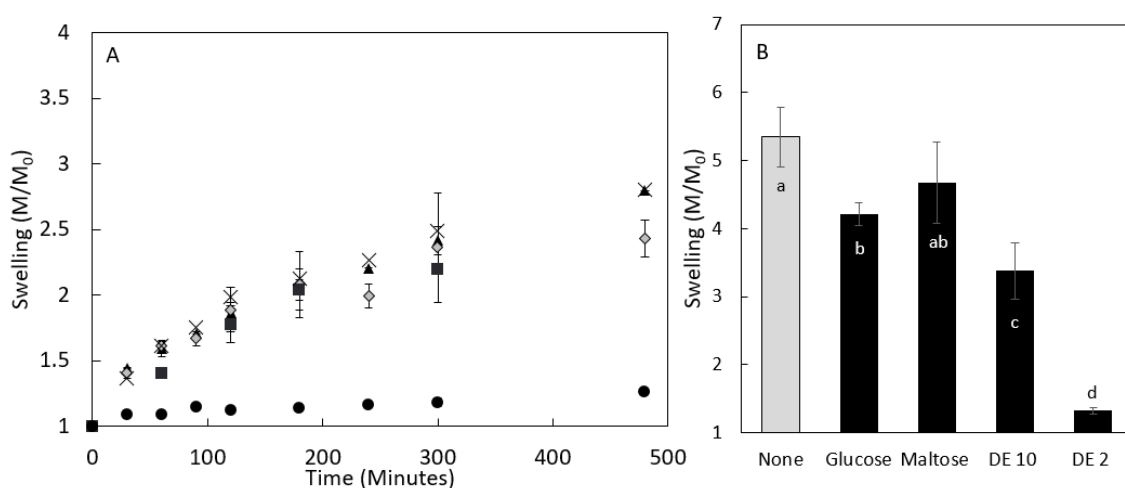 A
Swelling (M/M₀)
4
3.5
3
2.5
2
1.5
1
0 100 200 300 400 500
Time (Minutes)
B
Swelling (M/M₀)
7
6
5
4
3
2
1
a
b
ab
c
d
None Glucose Maltose DE 10 DE 2